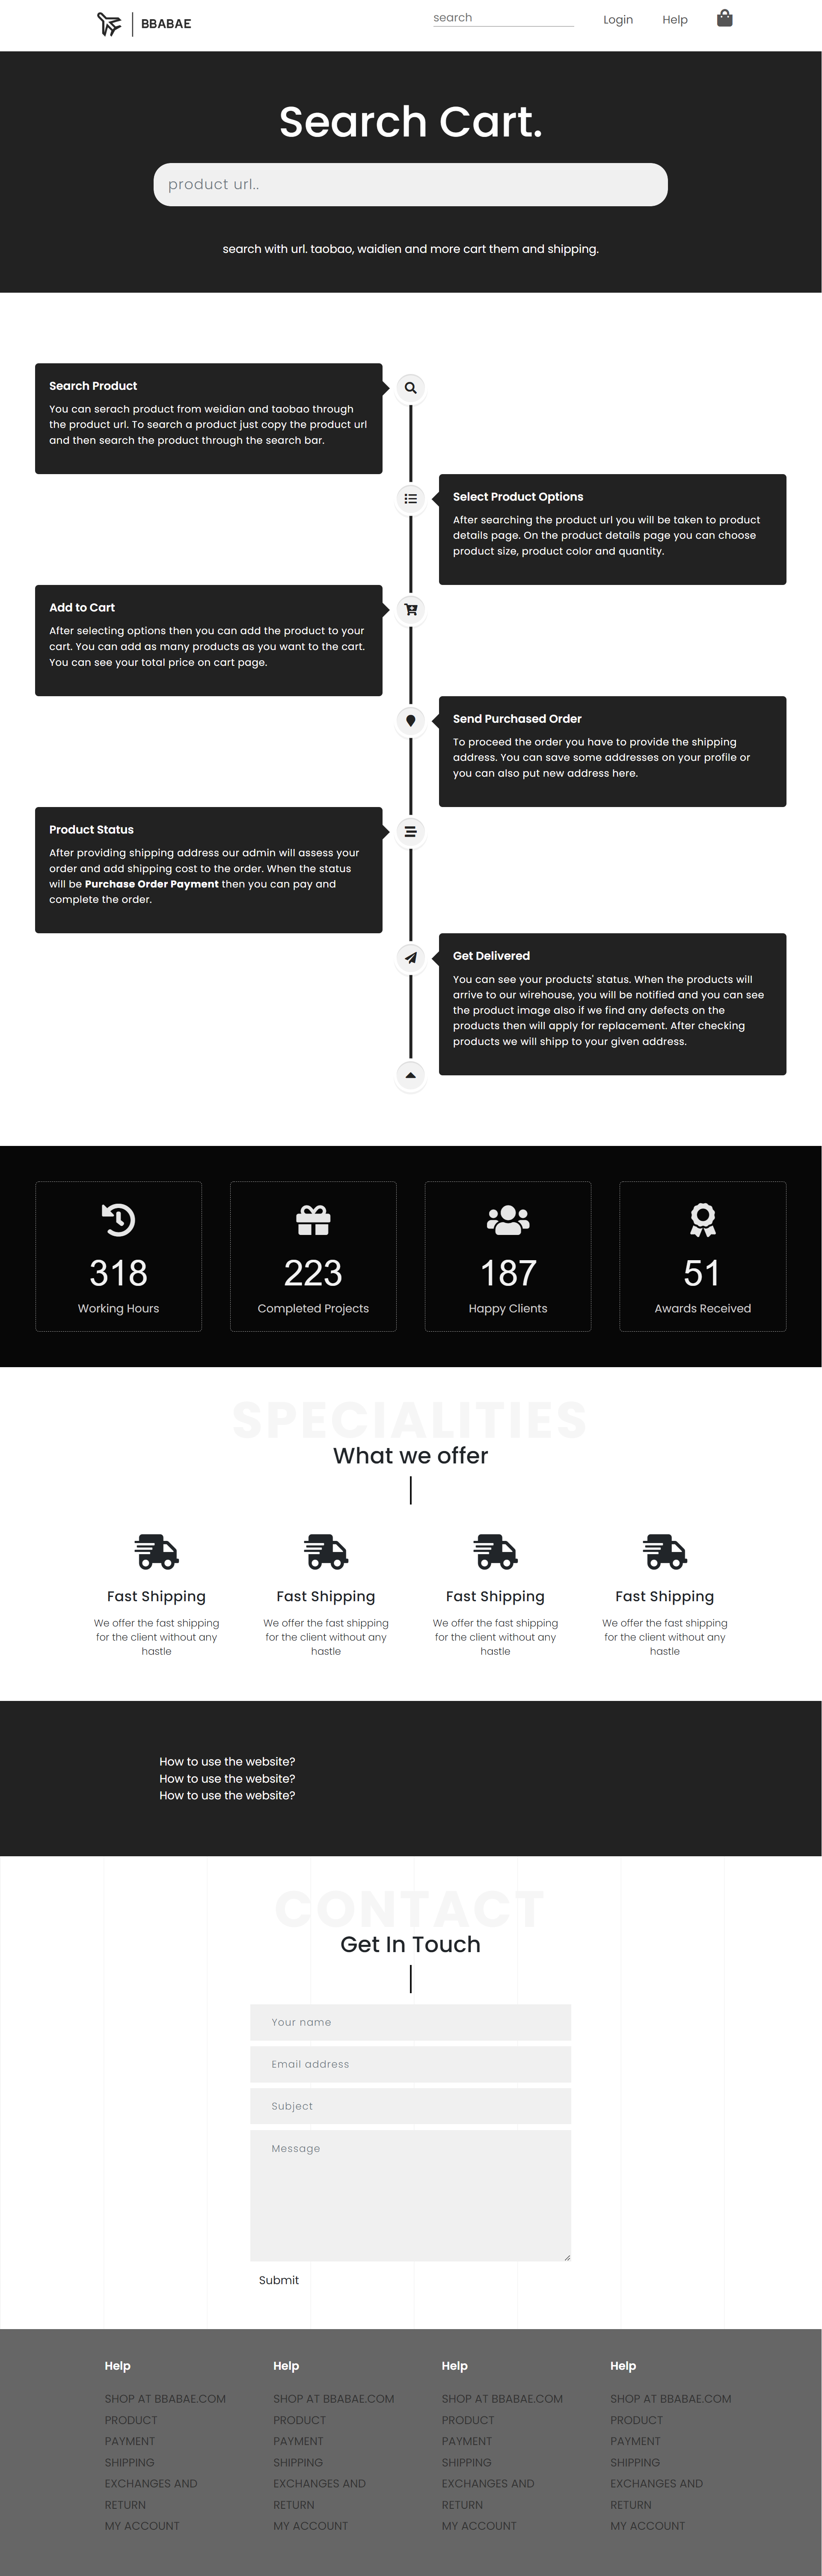 BBABAE
search
Login
Help
Search Cart.
product url..
search with url. taobao, waidien and more cart them and shipping.
Search Product
You can serach product from weidian and taobao through
the product url. To search a product just copy the product url
and then search the product through the search bar.
Select Product Options
After searching the product url you will be taken to product
details page. On the product details page you can choose
product size, product color and quantity.
Add to Cart
After selecting options then you can add the product to your
cart. You can add as many products as you want to the cart.
You can see your total price on cart page.
Send Purchased Order
To proceed the order you have to provide the shipping
address. You can save some addresses on your profile or
you can also put new address here.
Product Status
After providing shipping address our admin will assess your
order and add shipping cost to the order. When the status
will be Purchase Order Payment then you can pay and
complete the order.
Get Delivered
You can see your products' status. When the products will
arrive to our wirehouse, you will be notified and you can see
the product image also if we find any defects on the
products then will apply for replacement. After checking
products we will shipp to your given address.
318
Working Hours
223
Completed Projects
187
Happy Clients
51
Awards Received
SPECIALITIES
What we offer
Fast Shipping
We offer the fast shipping
for the client without any
hastle
Fast Shipping
We offer the fast shipping
for the client without any
hastle
Fast Shipping
We offer the fast shipping
for the client without any
hastle
Fast Shipping
We offer the fast shipping
for the client without any
hastle
How to use the website?
How to use the website?
How to use the website?
CONTACT
Get In Touch
Your name
Email address
Subject
Message
Submit
Help
SHOP AT BBABAE.COM
PRODUCT
PAYMENT
SHIPPING
EXCHANGES AND
RETURN
MY ACCOUNT
Help
SHOP AT BBABAE.COM
PRODUCT
PAYMENT
SHIPPING
EXCHANGES AND
RETURN
MY ACCOUNT
Help
SHOP AT BBABAE.COM
PRODUCT
PAYMENT
SHIPPING
EXCHANGES AND
RETURN
MY ACCOUNT
Help
SHOP AT BBABAE.COM
PRODUCT
PAYMENT
SHIPPING
EXCHANGES AND
RETURN
MY ACCOUNT